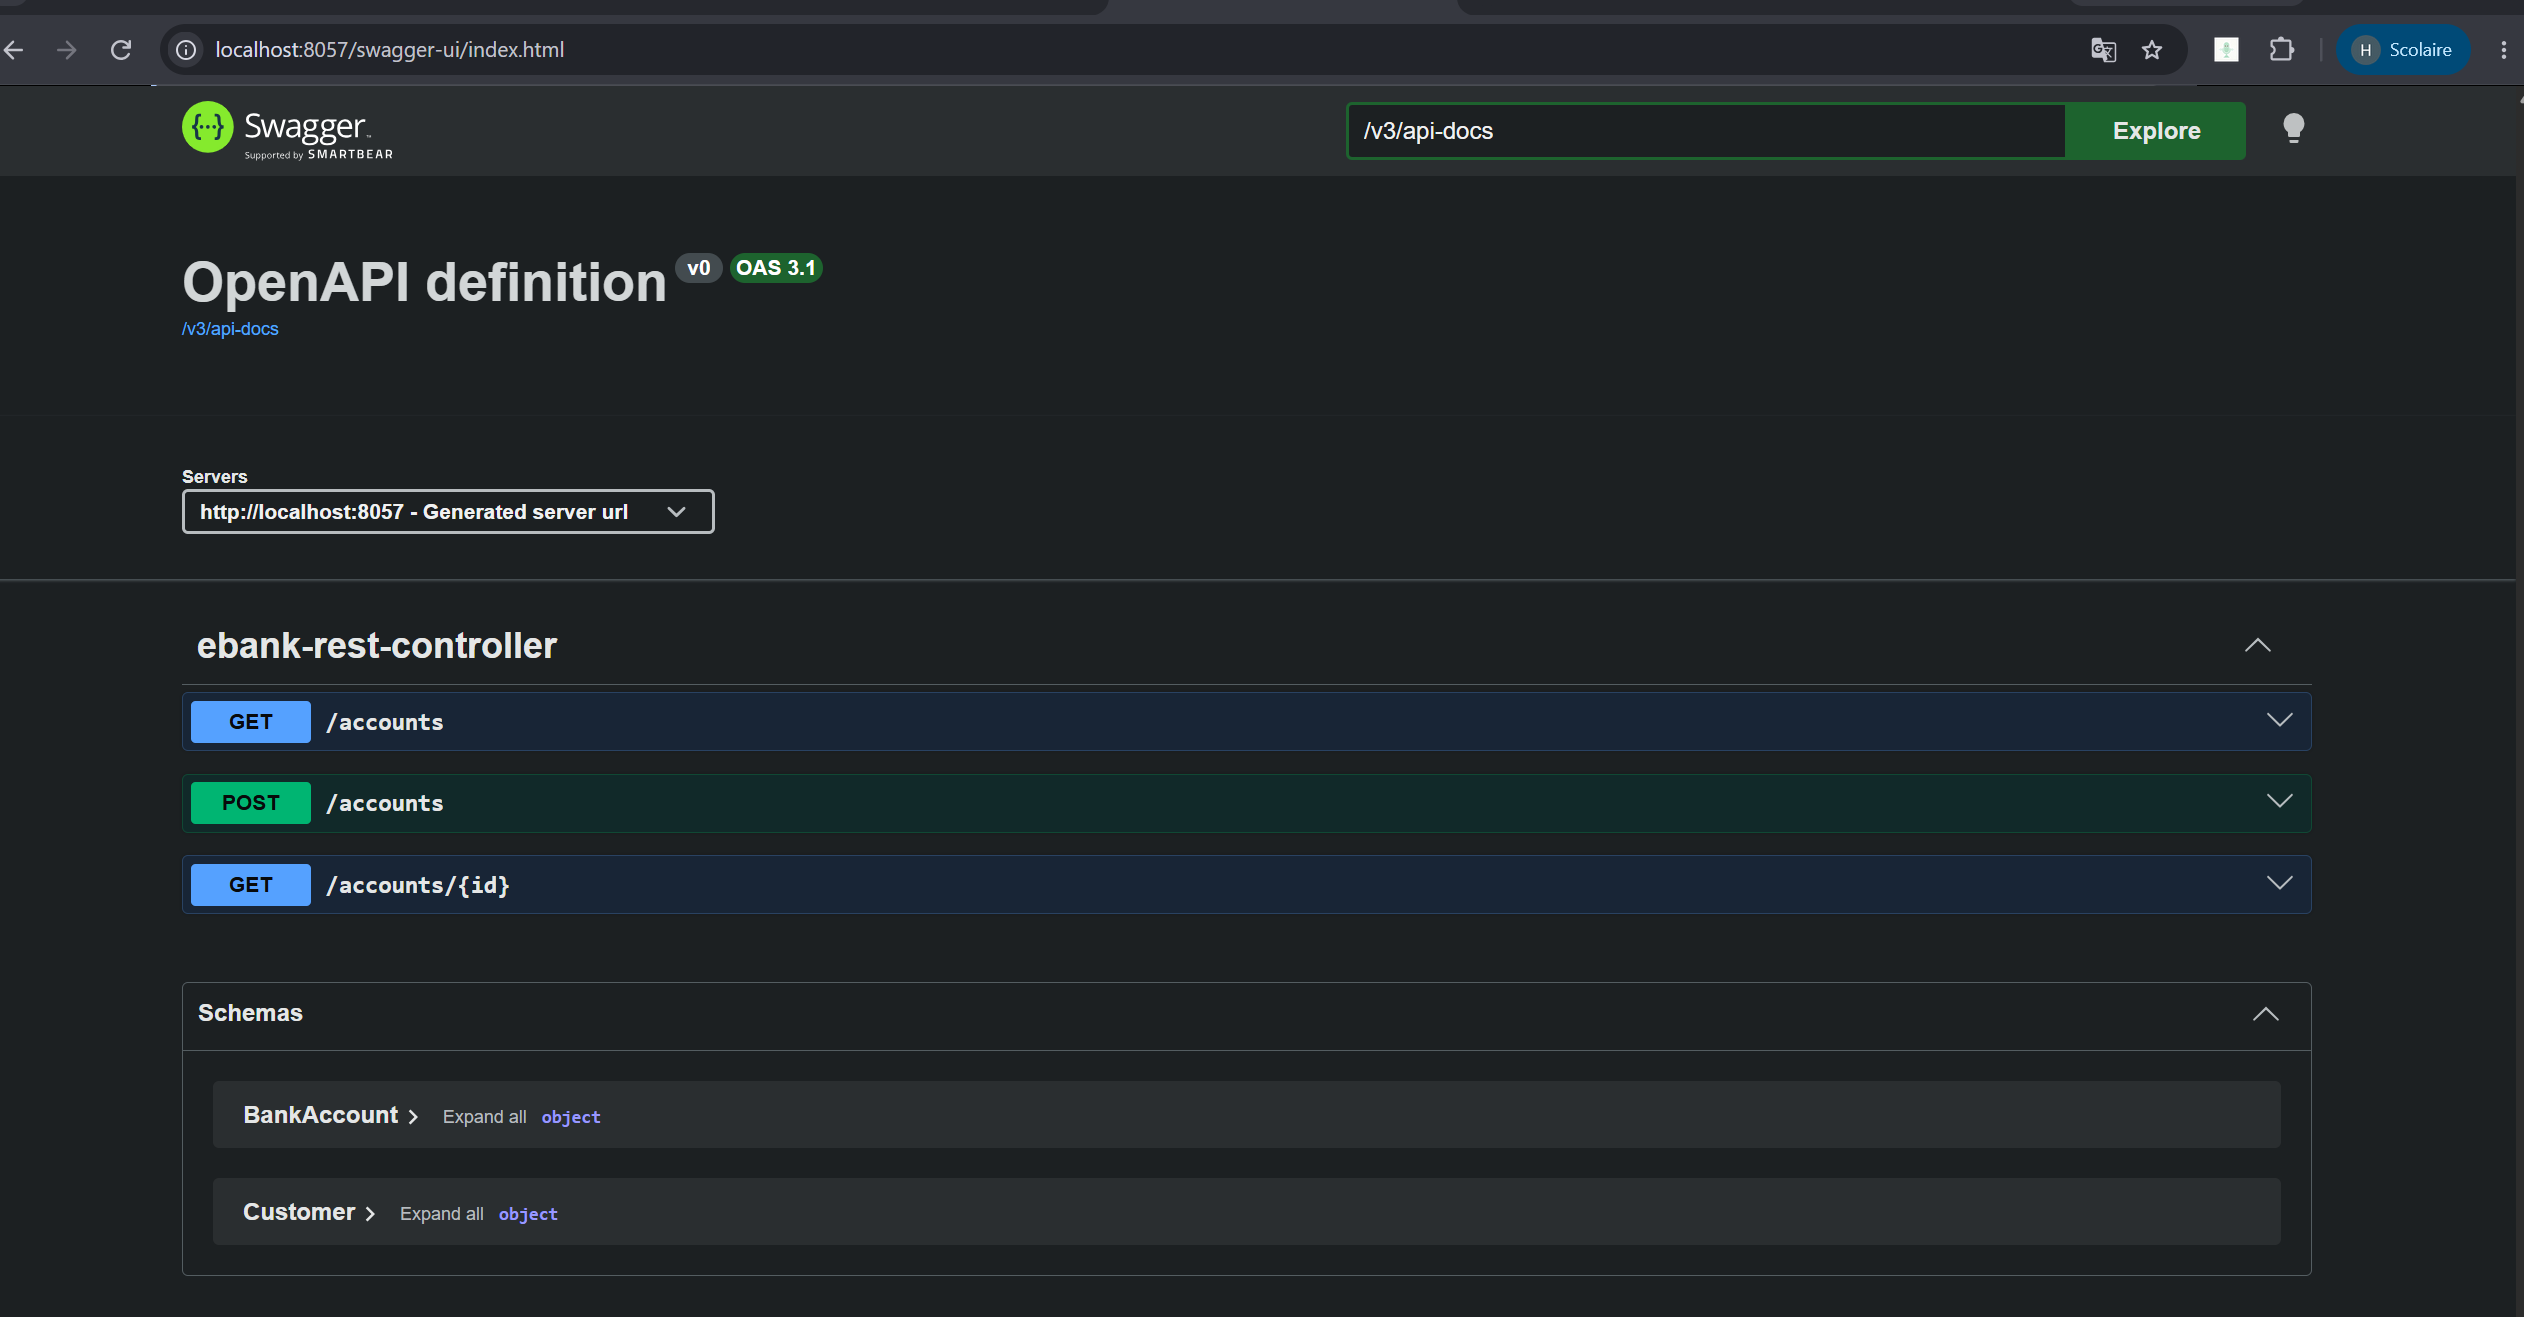 localhost:8057/swagger-ui/index.html
H Scolaire
Swagger
Supported by SMARTBEAR
/v3/api-docs
Explore
OpenAPI definition v0 OAS 3.1
/v3/api-docs
Servers
http://localhost:8057 - Generated server url
ebank-rest-controller
GET /accounts
POST /accounts
GET /accounts/{id}
Schemas
BankAccount Expand all object
Customer Expand all object